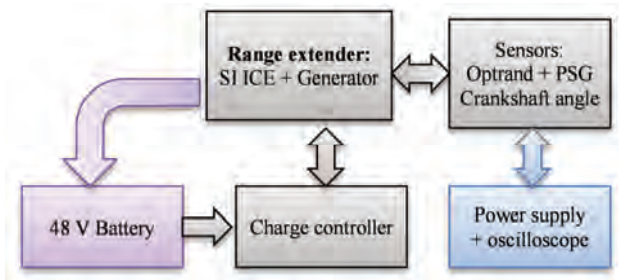 Range extender:
SI ICE + Generator
Sensors:
Optrand + PSG
Crankshaft angle
48 V Battery
Charge controller
Power supply
+ oscilloscope